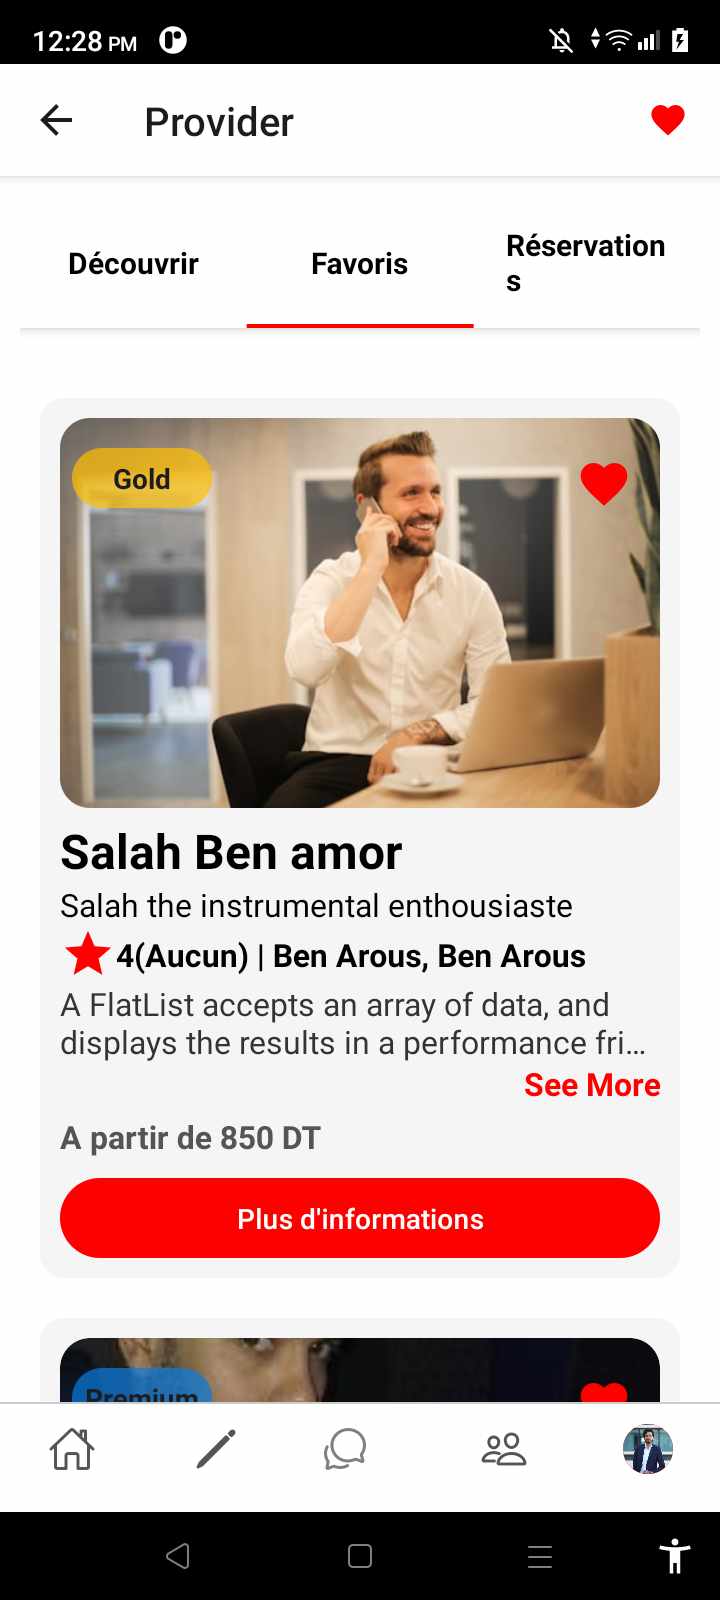 12:28 PM
Provider
Découvrir
Favoris
Réservation
s
Gold
Salah Ben amor
Salah the instrumental enthousiaste
4(Aucun) | Ben Arous, Ben Arous
A FlatList accepts an array of data, and
displays the results in a performance fri...
See More
A partir de 850 DT
Plus d'informations
Premium